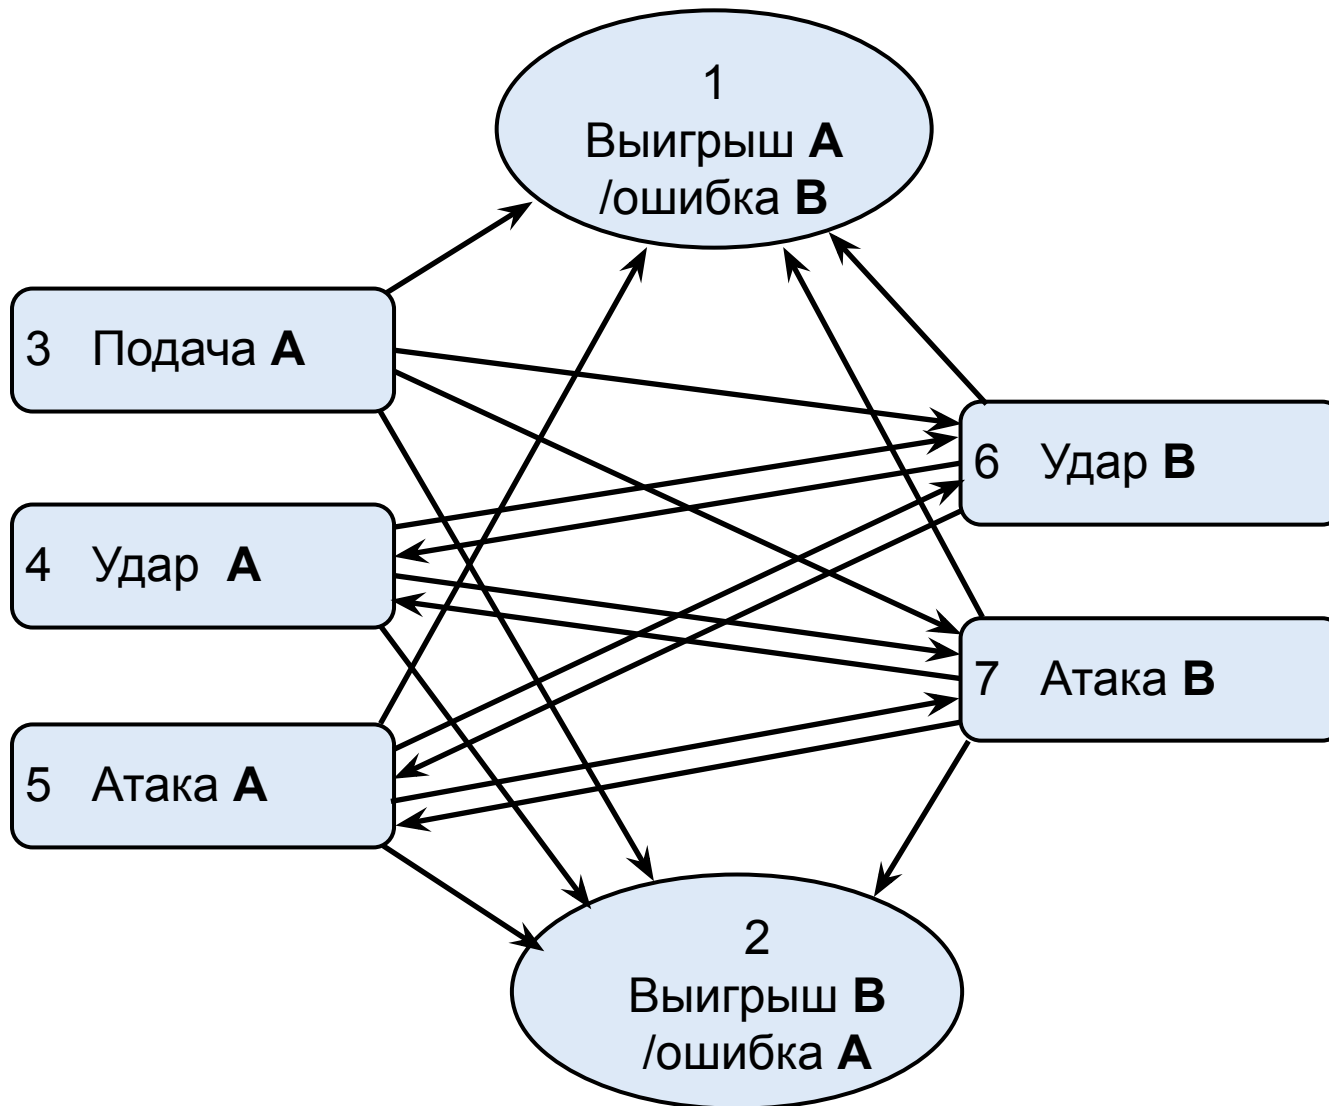 1
Выигрыш A
/ошибка B
3 Подача A
6 Удар B
4 Удар A
7 Атака B
5 Атака A
2
Выигрыш B
/ошибка A